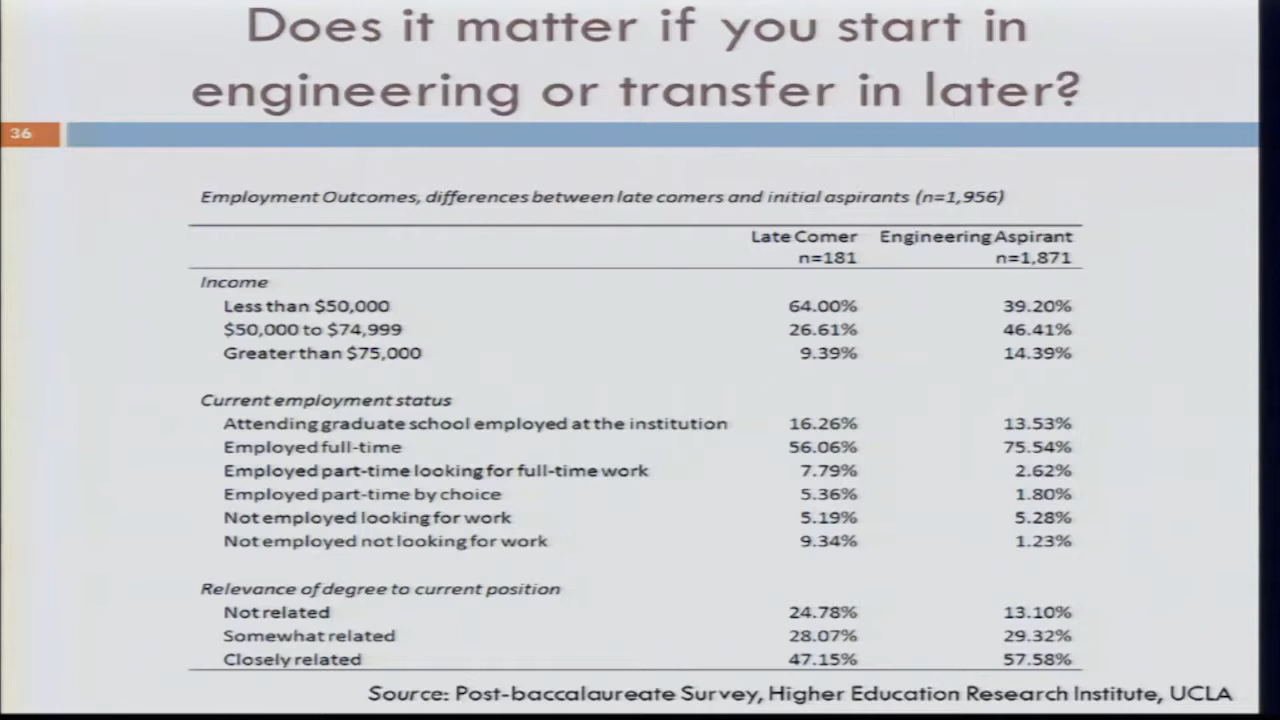 Does it matter if you start in
engineering or transfer in later?
36
Employment Outcomes, differences between late comers and initial aspirants (n=1,956)
Late Comer Engineering Aspirant
n=181 n=1,871
Income
Less than $50,000 64.00% 39.20%
$50,000 to $74,999 26.61% 46.41%
Greater than $75,000 9.39% 14.39%
Current employment status
Attending graduate school employed at the institution 16.26% 13.53%
Employed full-time 56.06% 75.54%
Employed part-time looking for full-time work 7.79% 2.62%
Employed part-time by choice 5.36% 1.80%
Not employed looking for work 5.19% 5.28%
Not employed not looking for work 9.34% 1.23%
Relevance of degree to current position
Not related 24.78% 13.10%
Somewhat related 28.07% 29.32%
Closely related 47.15% 57.58%
Source: Post-baccalaureate Survey, Higher Education Research Institute, UCLA